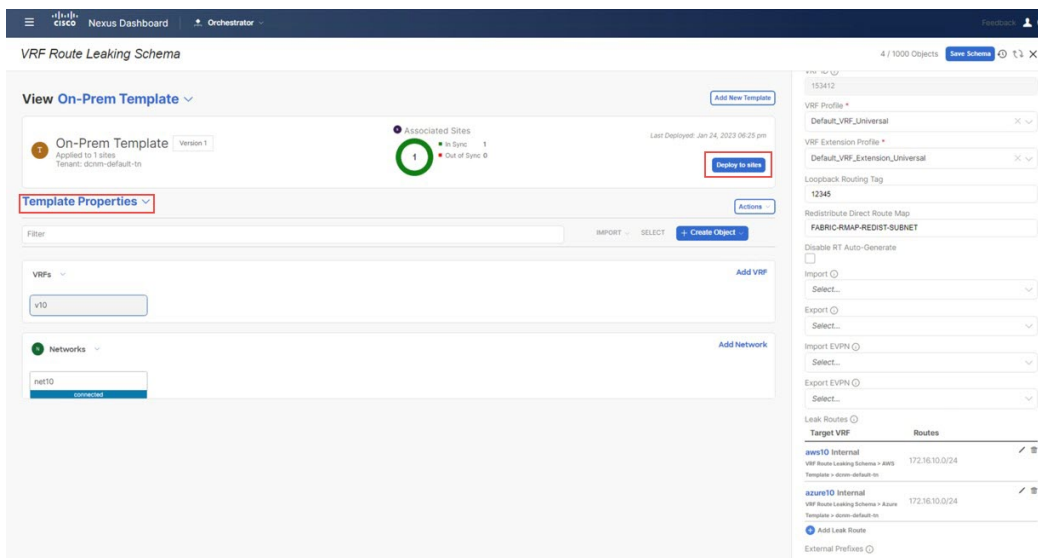 cisco Nexus Dashboard Orchestrator Feedback
VRF Route Leaking Schema
4 / 1000 Objects Save Schema
View On-Prem Template
Add New Template
T On-Prem Template Version 1
Applied to 1 sites
Tenant: dcnm-default-tn
Associated Sites
1
In Sync 1
Out of Sync 0
Last Deployed: Jan 24, 2023 06:25 pm
Deploy to sites
Template Properties
Actions
Filter
IMPORT SELECT + Create Object
VRFs
Add VRF
v10
Networks
Add Network
net10
connected
VRF ID
153412
VRF Profile *
Default_VRF_Universal
VRF Extension Profile *
Default_VRF_Extension_Universal
Loopback Routing Tag
12345
Redistribute Direct Route Map
FABRIC-RMAP-REDIST-SUBNET
Disable RT Auto-Generate
Import
Select...
Export
Select...
Import EVPN
Select...
Export EVPN
Select...
Leak Routes
Target VRF Routes
aws10 Internal
VRF Route Leaking Schema > AWS
Template > dcnm-default-tn
172.16.10.0/24
azure10 Internal
VRF Route Leaking Schema > Azure
Template > dcnm-default-tn
172.16.10.0/24
Add Leak Route
External Prefixes